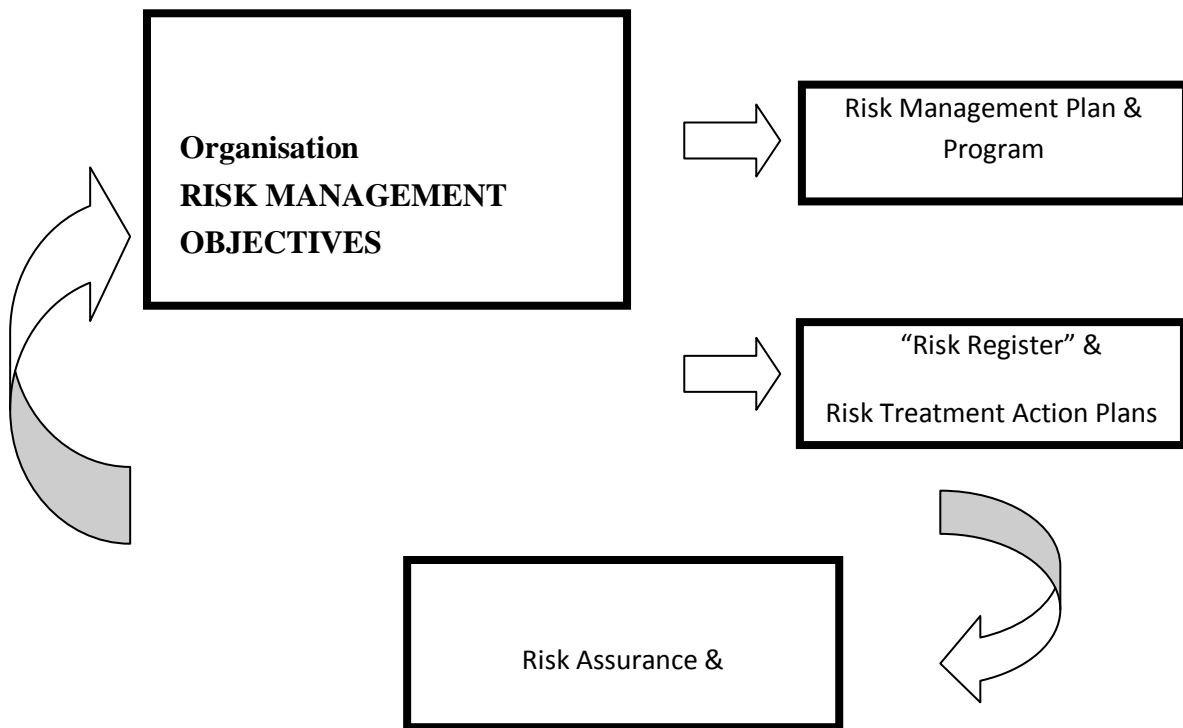 Organisation
RISK MANAGEMENT
OBJECTIVES
Risk Management Plan &
Program
“Risk Register” &
Risk Treatment Action Plans
Risk Assurance &